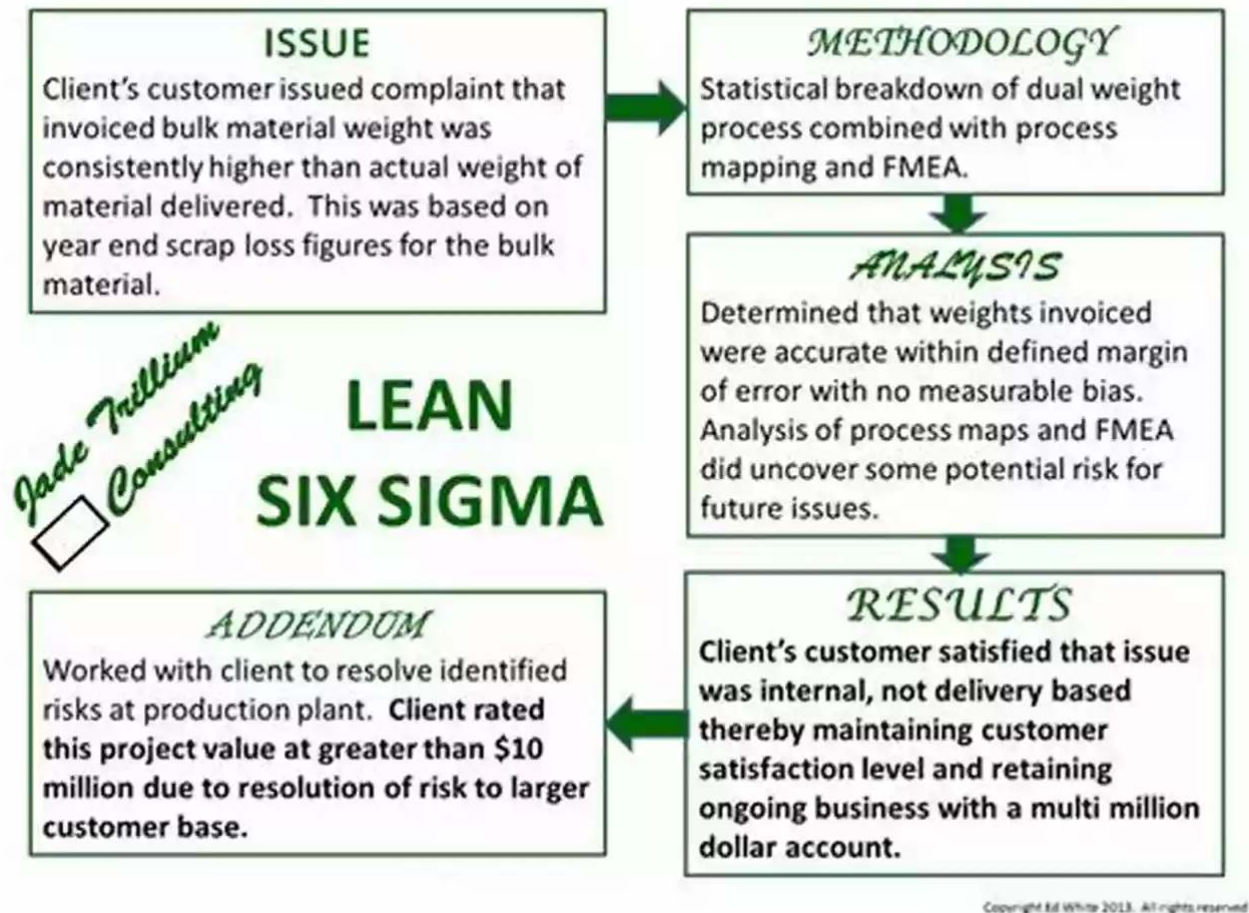 ISSUE
Client's customer issued complaint that
invoiced bulk material weight was
consistently higher than actual weight of
material delivered.  This was based on
year end scrap loss figures for the bulk
material.
METHODOLOGY
Statistical breakdown of dual weight
process combined with process
mapping and FMEA.
ANALYSIS
Determined that weights invoiced
were accurate within defined margin
of error with no measurable bias.
Analysis of process maps and FMEA
did uncover some potential risk for
future issues.
Jade Trillium
Consulting
LEAN
SIX SIGMA
RESULTS
Client's customer satisfied that issue
was internal, not delivery based
thereby maintaining customer
satisfaction level and retaining
ongoing business with a multi million
dollar account.
ADDENDUM
Worked with client to resolve identified
risks at production plant.  Client rated
this project value at greater than $10
million due to resolution of risk to larger
customer base.
Copyright Ed White 2013.  All rights reserved